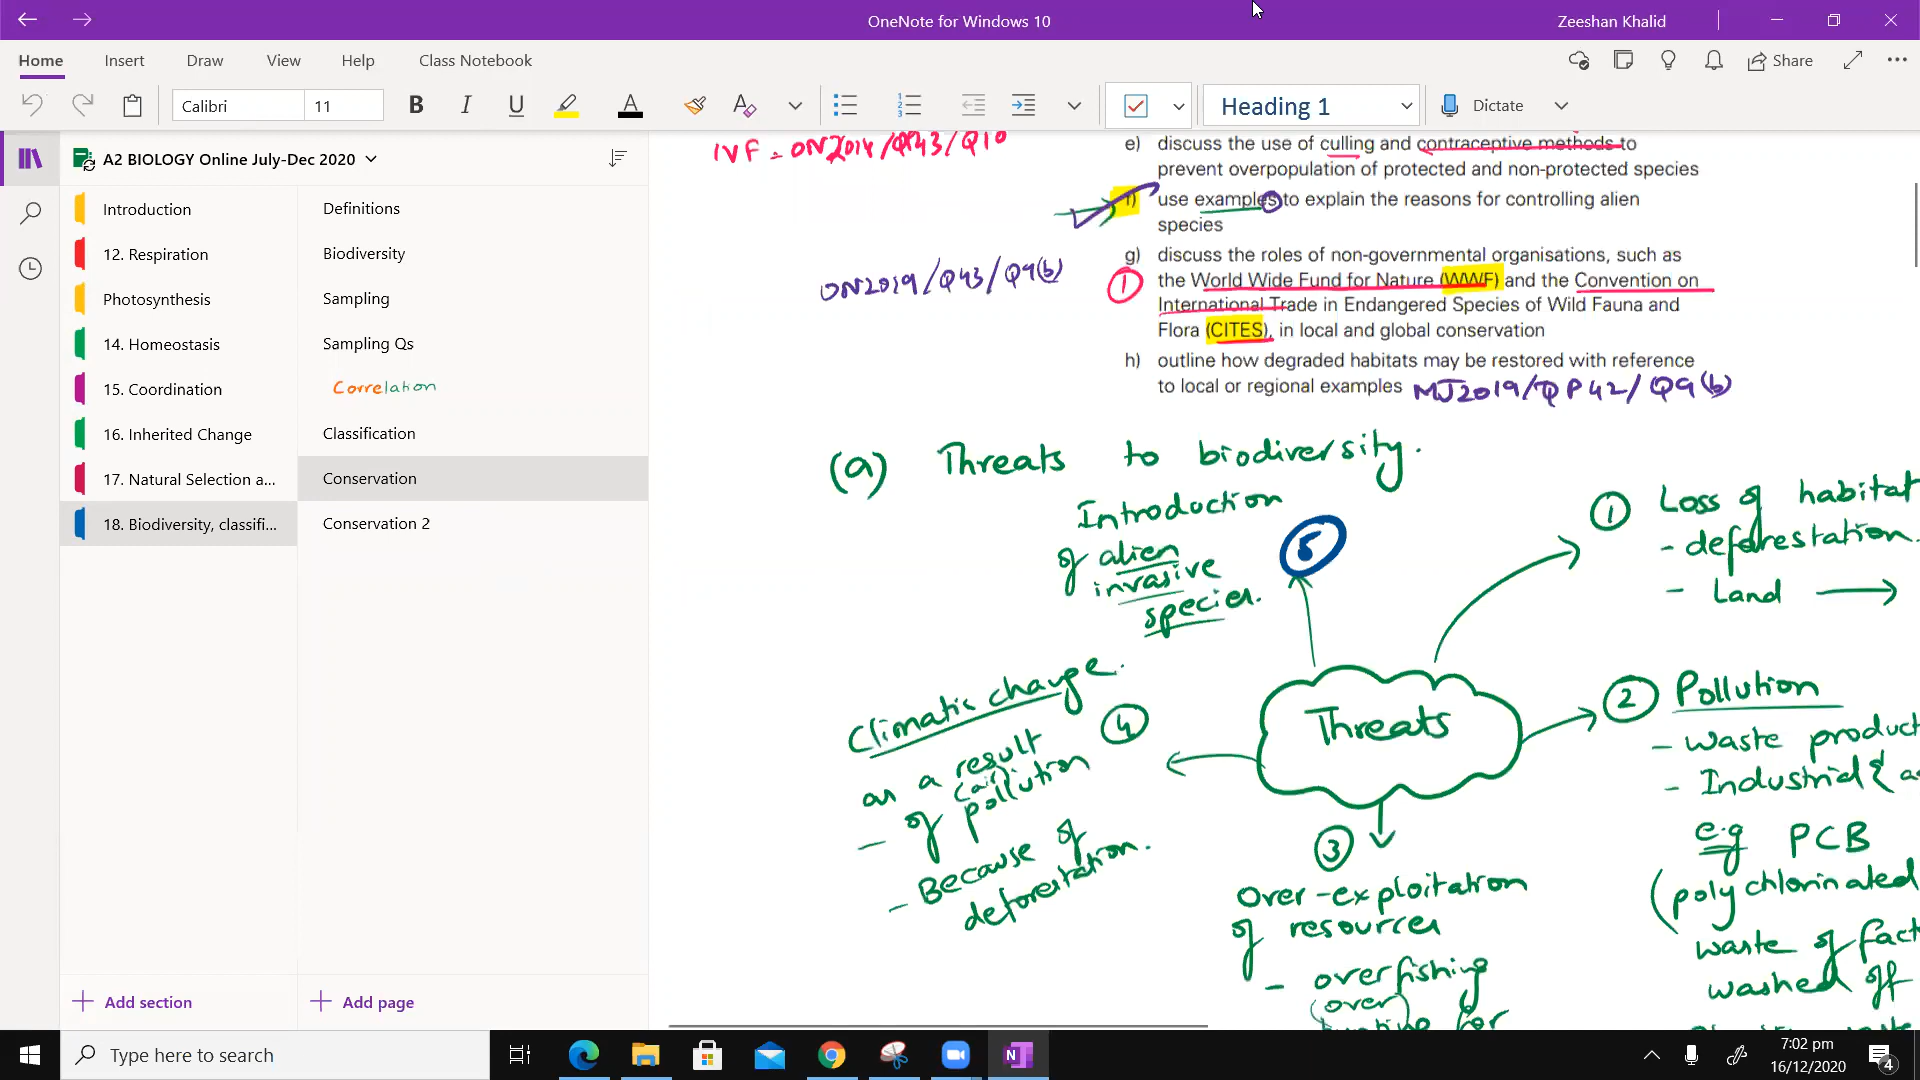 OneNote for Windows 10
Zeeshan Khalid
Home Insert Draw View Help Class Notebook
Share
Calibri 11 B I U A
Heading 1
Dictate
A2 BIOLOGY Online July-Dec 2020
Introduction
12. Respiration
Photosynthesis
14. Homeostasis
15. Coordination
16. Inherited Change
17. Natural Selection a...
18. Biodiversity, classifi...
Add section
Definitions
Biodiversity
Sampling
Sampling Qs
Correlation
Classification
Conservation
Conservation 2
Add page
IVF - ON2014/QP43/Q10
e) discuss the use of culling and contraceptive methods to
prevent overpopulation of protected and non-protected species
f) use examples to explain the reasons for controlling alien
species
ON2019/Q43/Q9(b)
1
g) discuss the roles of non-governmental organisations, such as
the World Wide Fund for Nature (WWF) and the Convention on
International Trade in Endangered Species of Wild Fauna and
Flora (CITES), in local and global conservation
h) outline how degraded habitats may be restored with reference
to local or regional examples MJ2019/QP42/Q9(b)
(a) Threats to biodiversity.
Threats
1 Loss of habitat
- deforestation.
- Land →
2 Pollution
- waste product
- Industrial {
e.g PCB
(polychlorinated
waste of fact
washed off
3
Over-exploitation
of resources
- overfishing
(over)
for
4
Climatic change.
as a result
of (air) pollution
- Because of
deforestation.
5
Introduction
of alien
invasive
species.
Type here to search
N
7:02 pm
16/12/2020
4